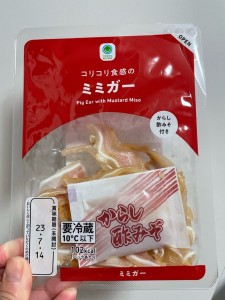 OPEN
コリコリ食感の
ミミガー
Pig Ear with Mustard Miso
からし
酢みそ
付き
23.7.14
要冷蔵
10℃以下
102kcal
からし
酢みそ
ミミガー